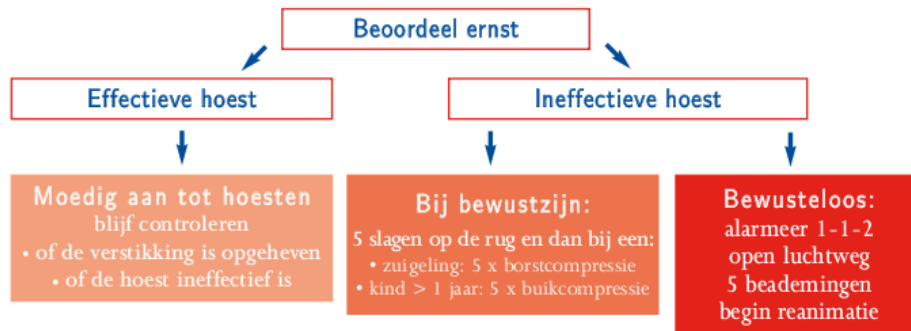 Beoordeel ernst
Effectieve hoest
Ineffectieve hoest
Moedig aan tot hoesten
blijf controleren
• of de verstikking is opgeheven
• of de hoest ineffectief is
Bij bewustzijn:
5 slagen op de rug en dan bij een:
• zuigeling: 5 x borstcompressie
• kind > 1 jaar: 5 x buikcompressie
Bewusteloos:
alarmeer 1-1-2
open luchtweg
5 beademingen
begin reanimatie